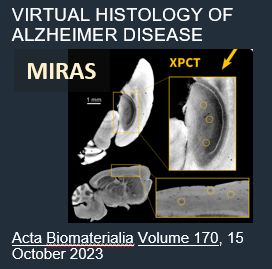 VIRTUAL HISTOLOGY OF
ALZHEIMER DISEASE
MIRAS
XPCT
1 mm
Acta Biomaterialia Volume 170, 15
October 2023